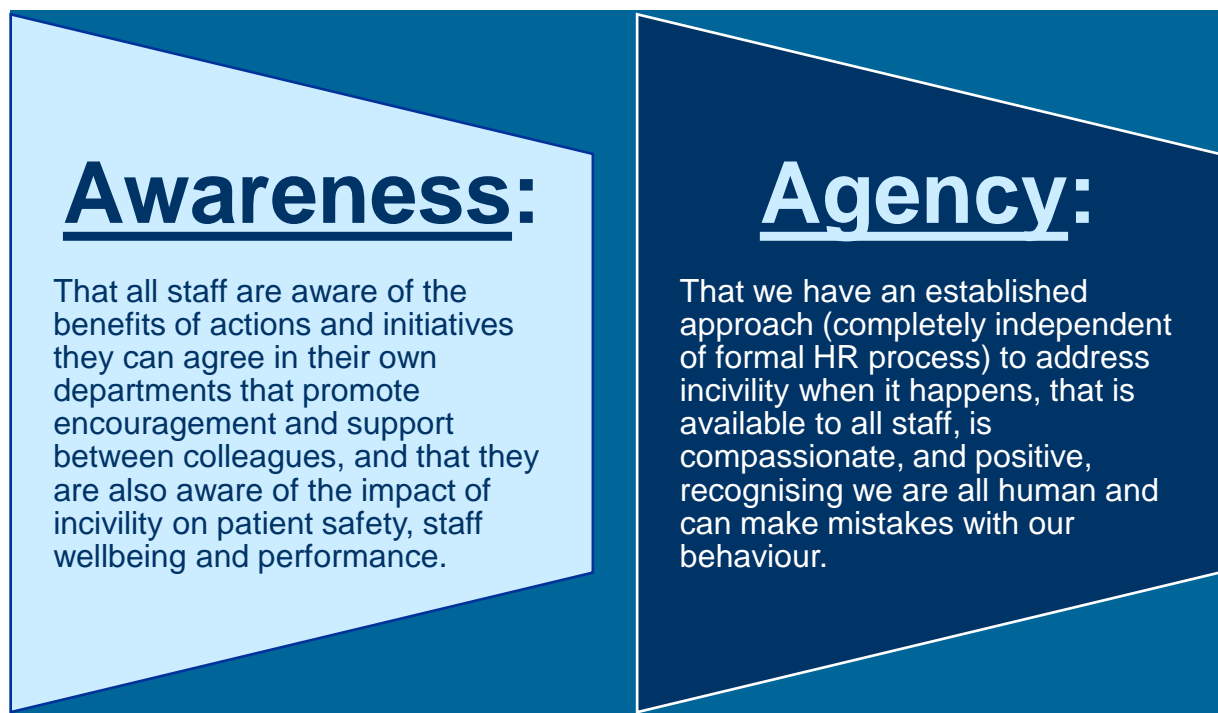 Awareness:
That all staff are aware of the
benefits of actions and initiatives
they can agree in their own
departments that promote
encouragement and support
between colleagues, and that they
are also aware of the impact of
incivility on patient safety, staff
wellbeing and performance.
Agency:
That we have an established
approach (completely independent
of formal HR process) to address
incivility when it happens, that is
available to all staff, is
compassionate, and positive,
recognising we are all human and
can make mistakes with our
behaviour.